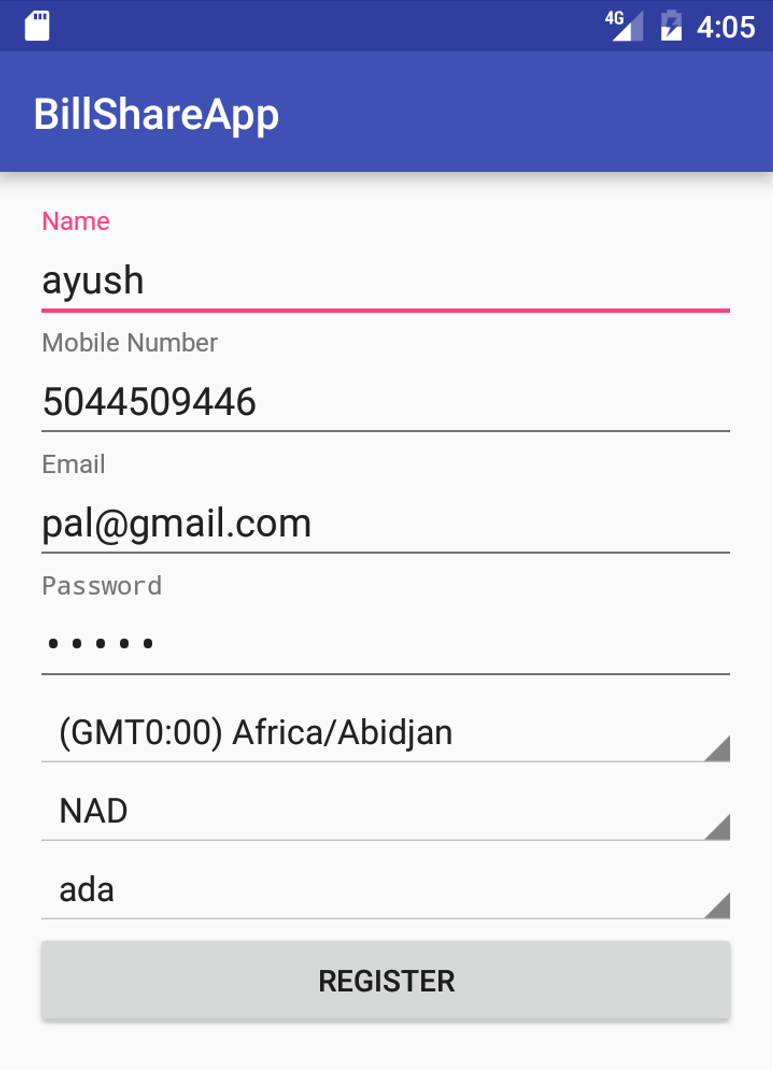 4G 4:05
BillShareApp
Name
ayush
Mobile Number
5044509446
Email
pal@gmail.com
Password
•••••
(GMT0:00) Africa/Abidjan
NAD
ada
REGISTER